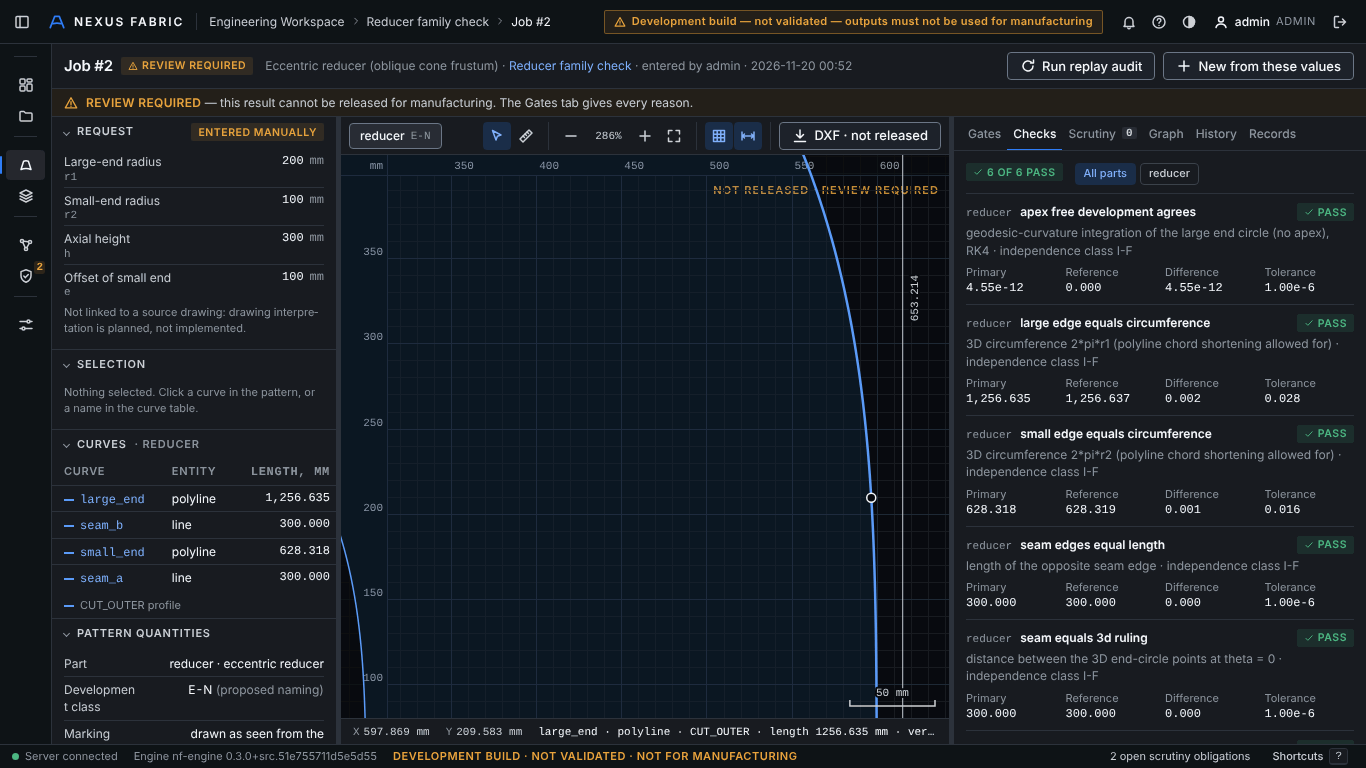 NEXUS FABRIC
Engineering Workspace › Reducer family check › Job #2
Development build — not validated — outputs must not be used for manufacturing
admin ADMIN
Job #2
REVIEW REQUIRED
Eccentric reducer (oblique cone frustum) · Reducer family check · entered by admin · 2026-11-20 00:52
Run replay audit
New from these values
REVIEW REQUIRED — this result cannot be released for manufacturing. The Gates tab gives every reason.
2
REQUEST
ENTERED MANUALLY
Large-end radius 200 mm
r1
Small-end radius 100 mm
r2
Axial height 300 mm
h
Offset of small end 100 mm
e
Not linked to a source drawing: drawing interpre-
tation is planned, not implemented.
SELECTION
Nothing selected. Click a curve in the pattern, or
a name in the curve table.
CURVES · REDUCER
CURVE ENTITY LENGTH, MM
large_end polyline 1,256.635
seam_b line 300.000
small_end polyline 628.318
seam_a line 300.000
CUT_OUTER profile
PATTERN QUANTITIES
Part reducer · eccentric reducer
Developmen E-N (proposed naming)
t class
Marking drawn as seen from the
reducer E-N
286%
DXF · not released
mm 350 400 450 500 550 600
NOT RELEASED REVIEW REQUIRED
350
653.214
300
250
200
150
100
50 mm
X 597.869 mm Y 209.583 mm large_end · polyline · CUT_OUTER · length 1256.635 mm · ver…
Gates Checks Scrutiny 0 Graph History Records
6 OF 6 PASS All parts reducer
reducer apex free development agrees PASS
geodesic-curvature integration of the large end circle (no apex),
RK4 · independence class I-F
Primary Reference Difference Tolerance
4.55e-12 0.000 4.55e-12 1.00e-6
reducer large edge equals circumference PASS
3D circumference 2*pi*r1 (polyline chord shortening allowed for) ·
independence class I-F
Primary Reference Difference Tolerance
1,256.635 1,256.637 0.002 0.028
reducer small edge equals circumference PASS
3D circumference 2*pi*r2 (polyline chord shortening allowed for) ·
independence class I-F
Primary Reference Difference Tolerance
628.318 628.319 0.001 0.016
reducer seam edges equal length PASS
length of the opposite seam edge · independence class I-F
Primary Reference Difference Tolerance
300.000 300.000 0.000 1.00e-6
reducer seam equals 3d ruling PASS
distance between the 3D end-circle points at theta = 0 ·
independence class I-F
Primary Reference Difference Tolerance
300.000 300.000 0.000 1.00e-6
Server connected
Engine nf-engine 0.3.0+src.51e755711d5e5d55
DEVELOPMENT BUILD · NOT VALIDATED · NOT FOR MANUFACTURING
2 open scrutiny obligations
Shortcuts ?